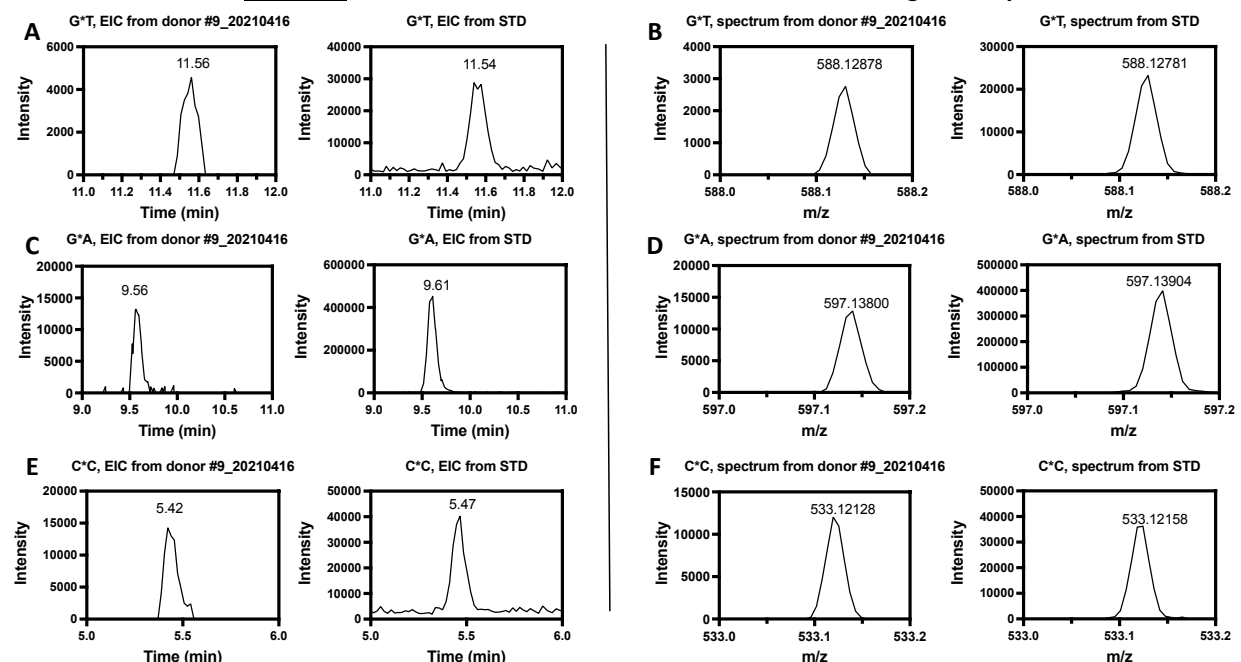 A
G*T, EIC from donor #9_20210416
G*T, EIC from STD
B
G*T, spectrum from donor #9_20210416
G*T, spectrum from STD
Intensity
6000
4000
2000
0
11.56
11.0 11.2 11.4 11.6 11.8 12.0
Time (min)
Intensity
40000
30000
20000
10000
0
11.54
11.0 11.2 11.4 11.6 11.8 12.0
Time (min)
Intensity
4000
3000
2000
1000
0
588.12878
588.0 588.1 588.2
m/z
Intensity
30000
20000
10000
0
588.12781
588.0 588.1 588.2
m/z
C
G*A, EIC from donor #9_20210416
G*A, EIC from STD
D
G*A, spectrum from donor #9_20210416
G*A, spectrum from STD
Intensity
20000
15000
10000
5000
0
9.56
9.0 9.5 10.0 10.5 11.0
Time (min)
Intensity
600000
400000
200000
0
9.61
9.0 9.5 10.0 10.5 11.0
Time (min)
Intensity
20000
15000
10000
5000
0
597.13800
597.0 597.1 597.2
m/z
Intensity
500000
400000
300000
200000
100000
0
597.13904
597.0 597.1 597.2
m/z
E
C*C, EIC from donor #9_20210416
C*C, EIC from STD
F
C*C, spectrum from donor #9_20210416
C*C, spectrum from STD
Intensity
20000
15000
10000
5000
0
5.42
5.0 5.5 6.0
Time (min)
Intensity
50000
40000
30000
20000
10000
0
5.47
5.0 5.5 6.0
Time (min)
Intensity
15000
10000
5000
0
533.12128
533.0 533.1 533.2
m/z
Intensity
50000
40000
30000
20000
10000
0
533.12158
533.0 533.1 533.2
m/z